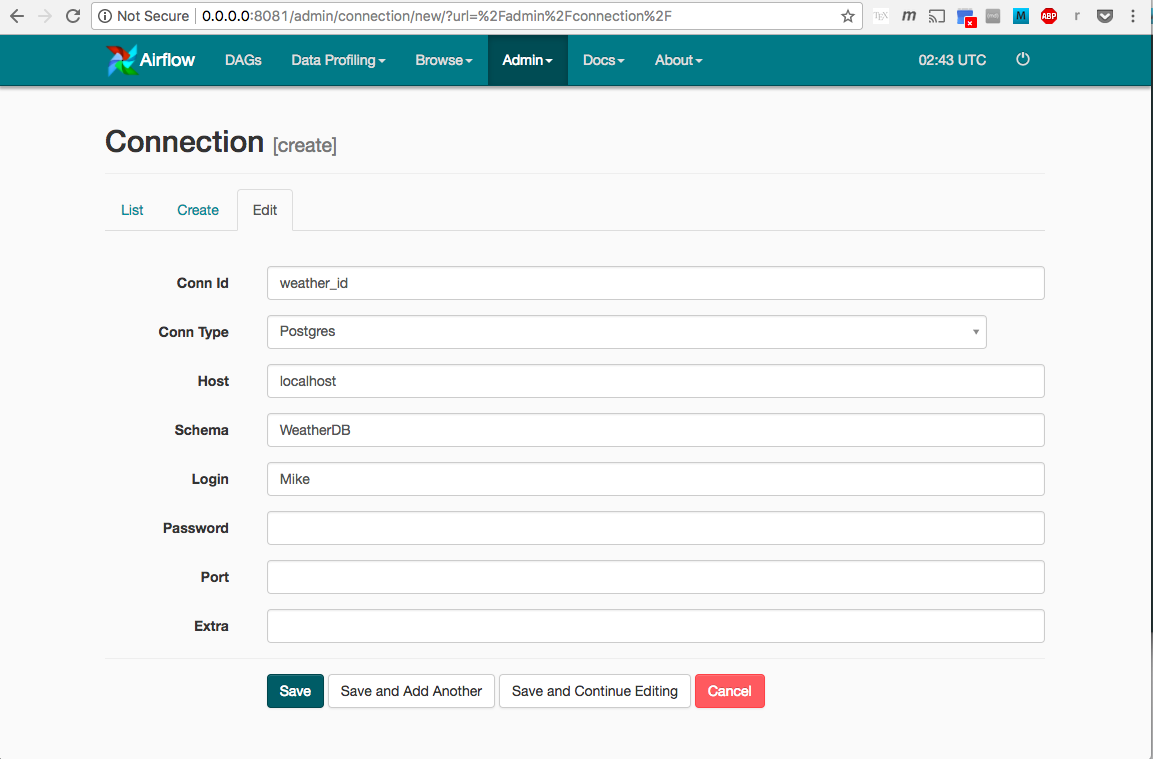 Not Secure 0.0.0.0:8081/admin/connection/new/?url=%2Fadmin%2Fconnection%2F
Airflow DAGs Data Profiling Browse Admin Docs About 02:43 UTC
Connection [create]
List Create Edit
Conn Id weather_id
Conn Type Postgres
Host localhost
Schema WeatherDB
Login Mike
Password
Port
Extra
Save Save and Add Another Save and Continue Editing Cancel